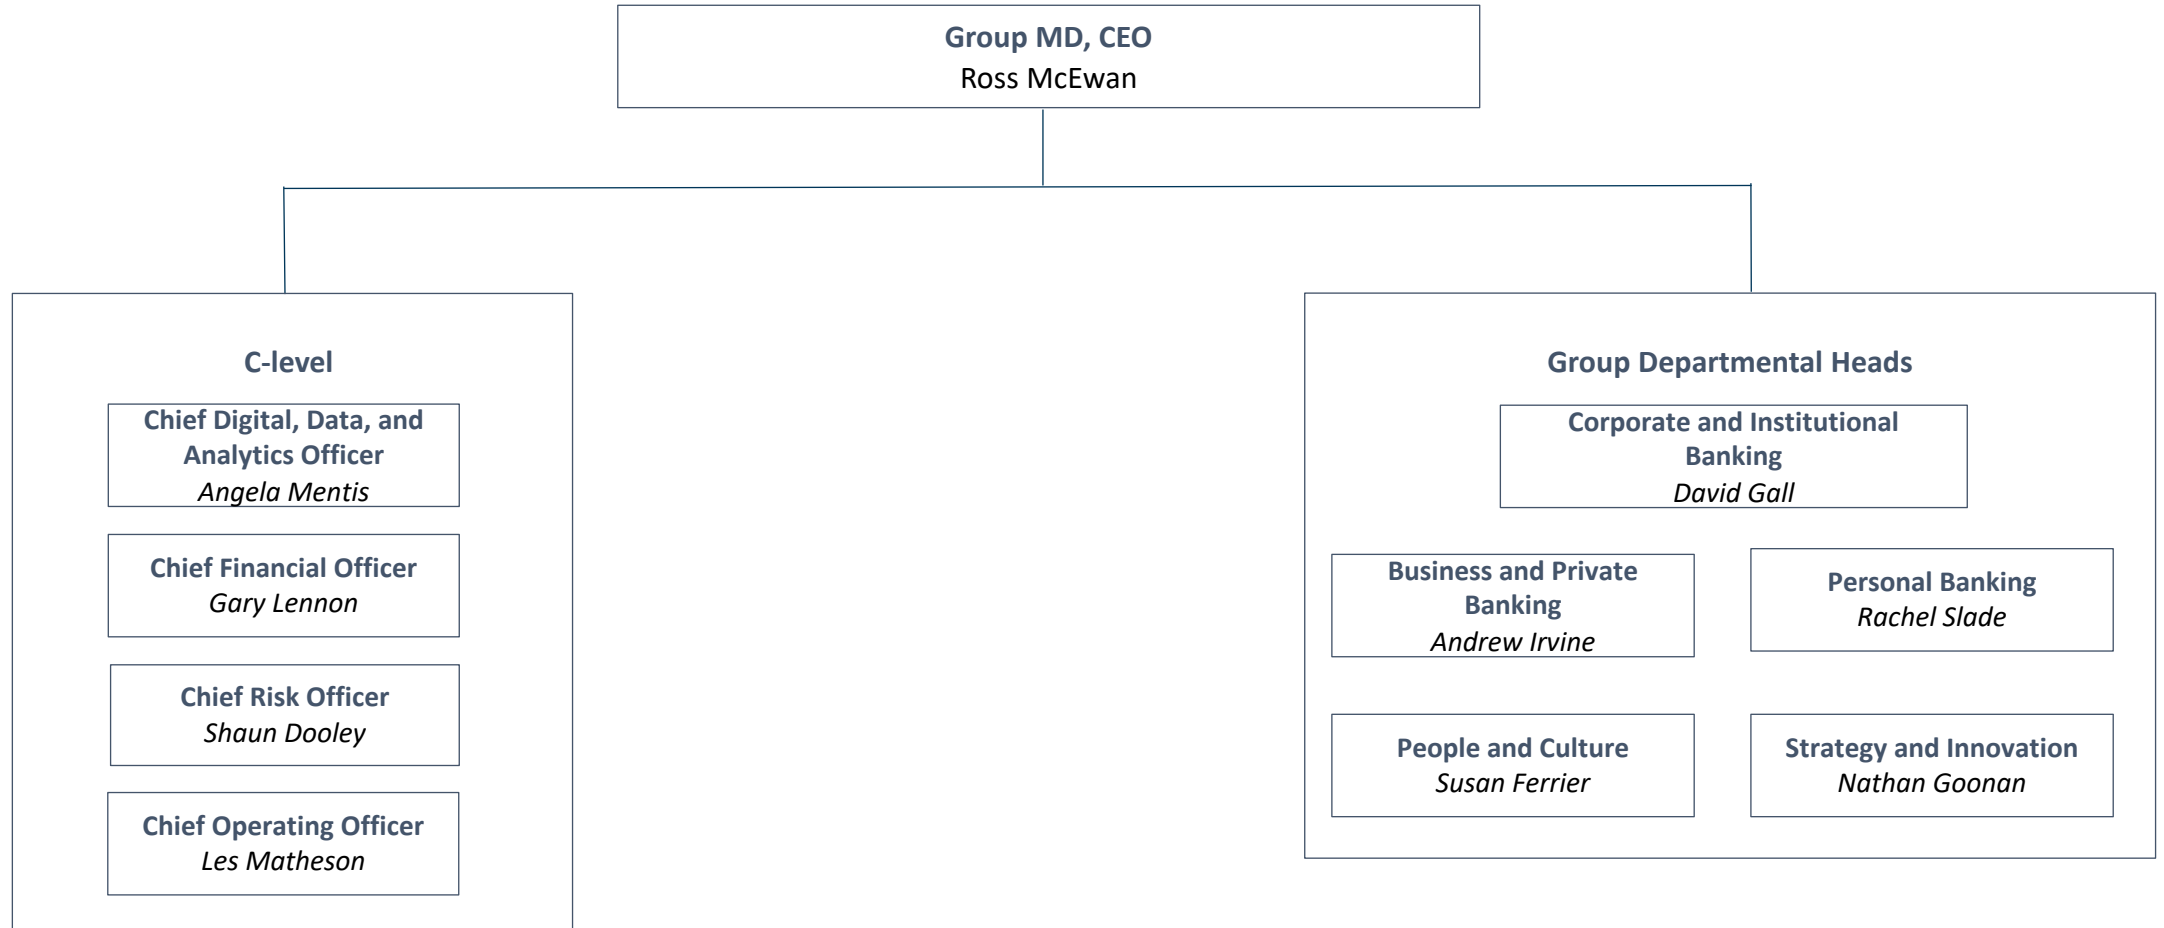 Group MD, CEO
Ross McEwan
C-level
Chief Digital, Data, and
Analytics Officer
Angela Mentis
Chief Financial Officer
Gary Lennon
Chief Risk Officer
Shaun Dooley
Chief Operating Officer
Les Matheson
Group Departmental Heads
Corporate and Institutional
Banking
David Gall
Business and Private
Banking
Andrew Irvine
Personal Banking
Rachel Slade
People and Culture
Susan Ferrier
Strategy and Innovation
Nathan Goonan